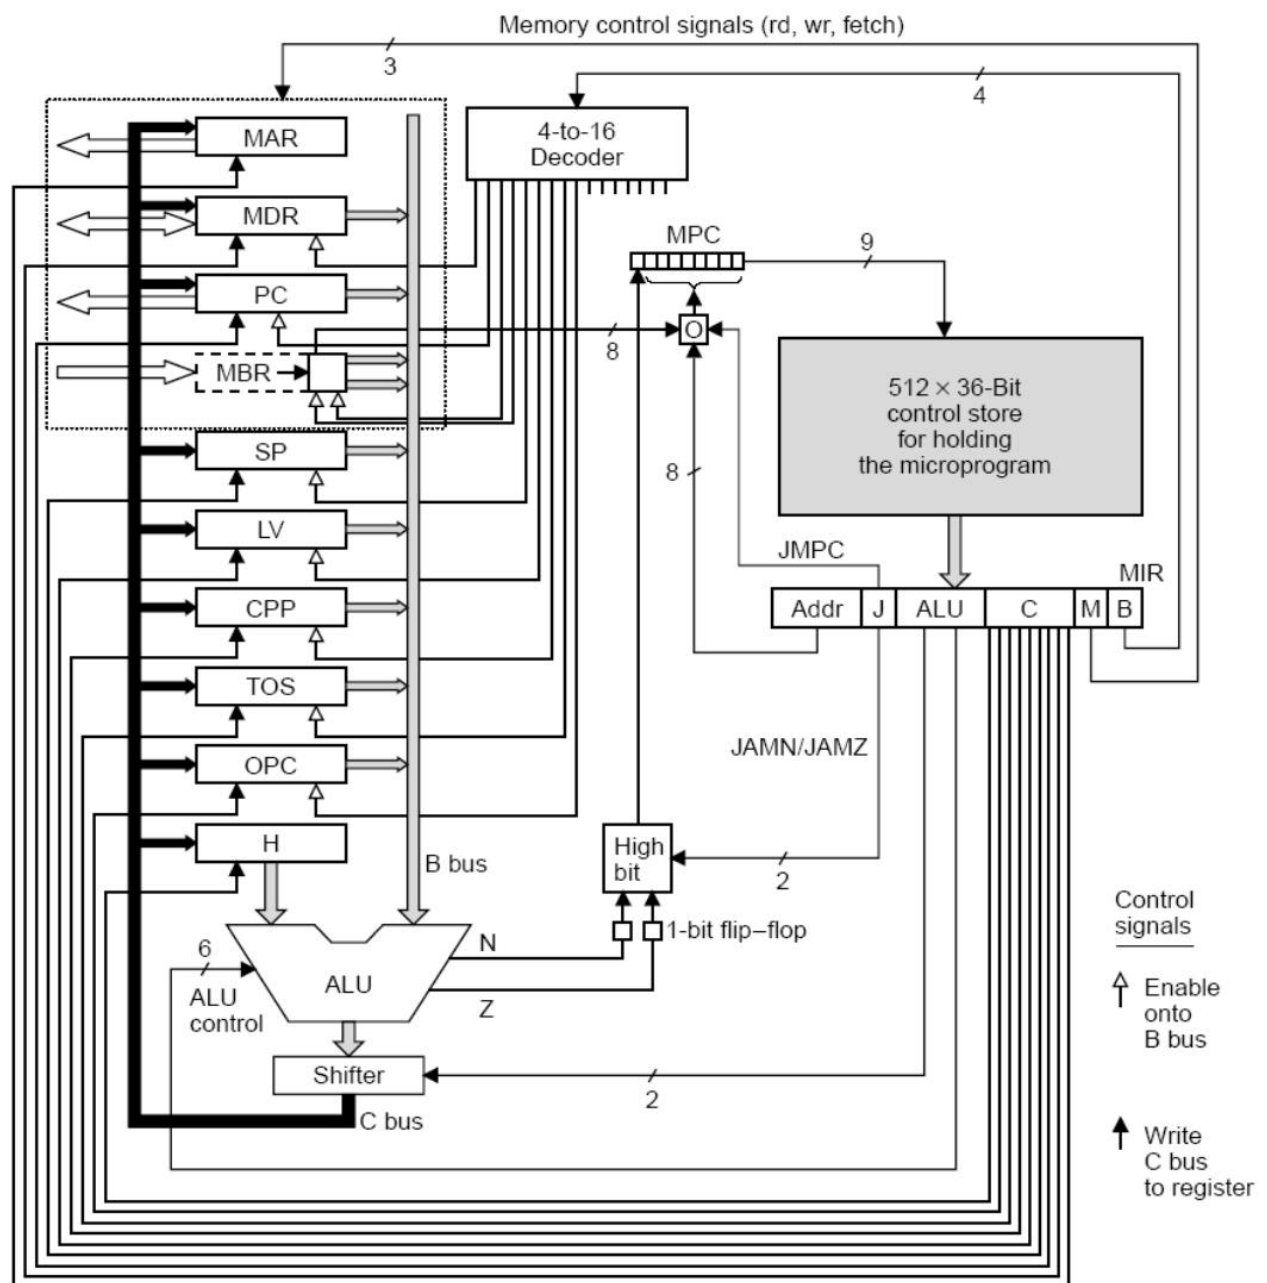 Memory control signals (rd, wr, fetch)
3
4
MAR
4-to-16
Decoder
MDR
MPC
9
PC
O
8
MBR
512 × 36-Bit
control store
for holding
the microprogram
SP
8
LV
JMPC
MIR
Addr
J
ALU
C
M
B
CPP
TOS
JAMN/JAMZ
OPC
H
High
bit
B bus
2
Control
signals
1-bit flip–flop
N
6
ALU
ALU
control
Z
Enable
onto
B bus
Shifter
2
C bus
Write
C bus
to register